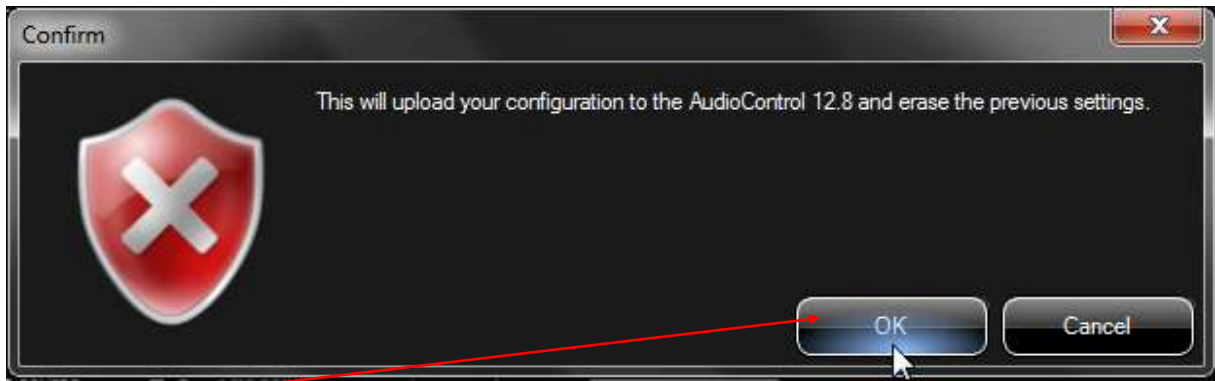 Confirm
This will upload your configuration to the AudioControl 12.8 and erase the previous settings.
OK
Cancel